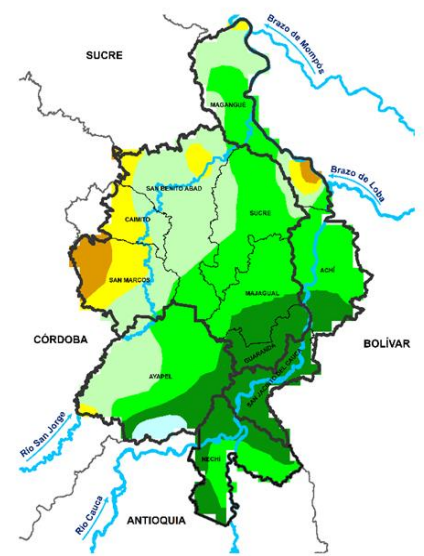 SUCRE
Brazo de Mompós
MAGANGUÉ
Brazo de Loba
SAN BENITO ABAD
CAIMITO
SUCRE
ACHÍ
SAN MARCOS
MAJAGUAL
CÓRDOBA
BOLÍVAR
GUARANDA
AYAPEL
SAN JACINTO DEL CAUCA
Río San Jorge
NECHÍ
Río Cauca
ANTIOQUIA